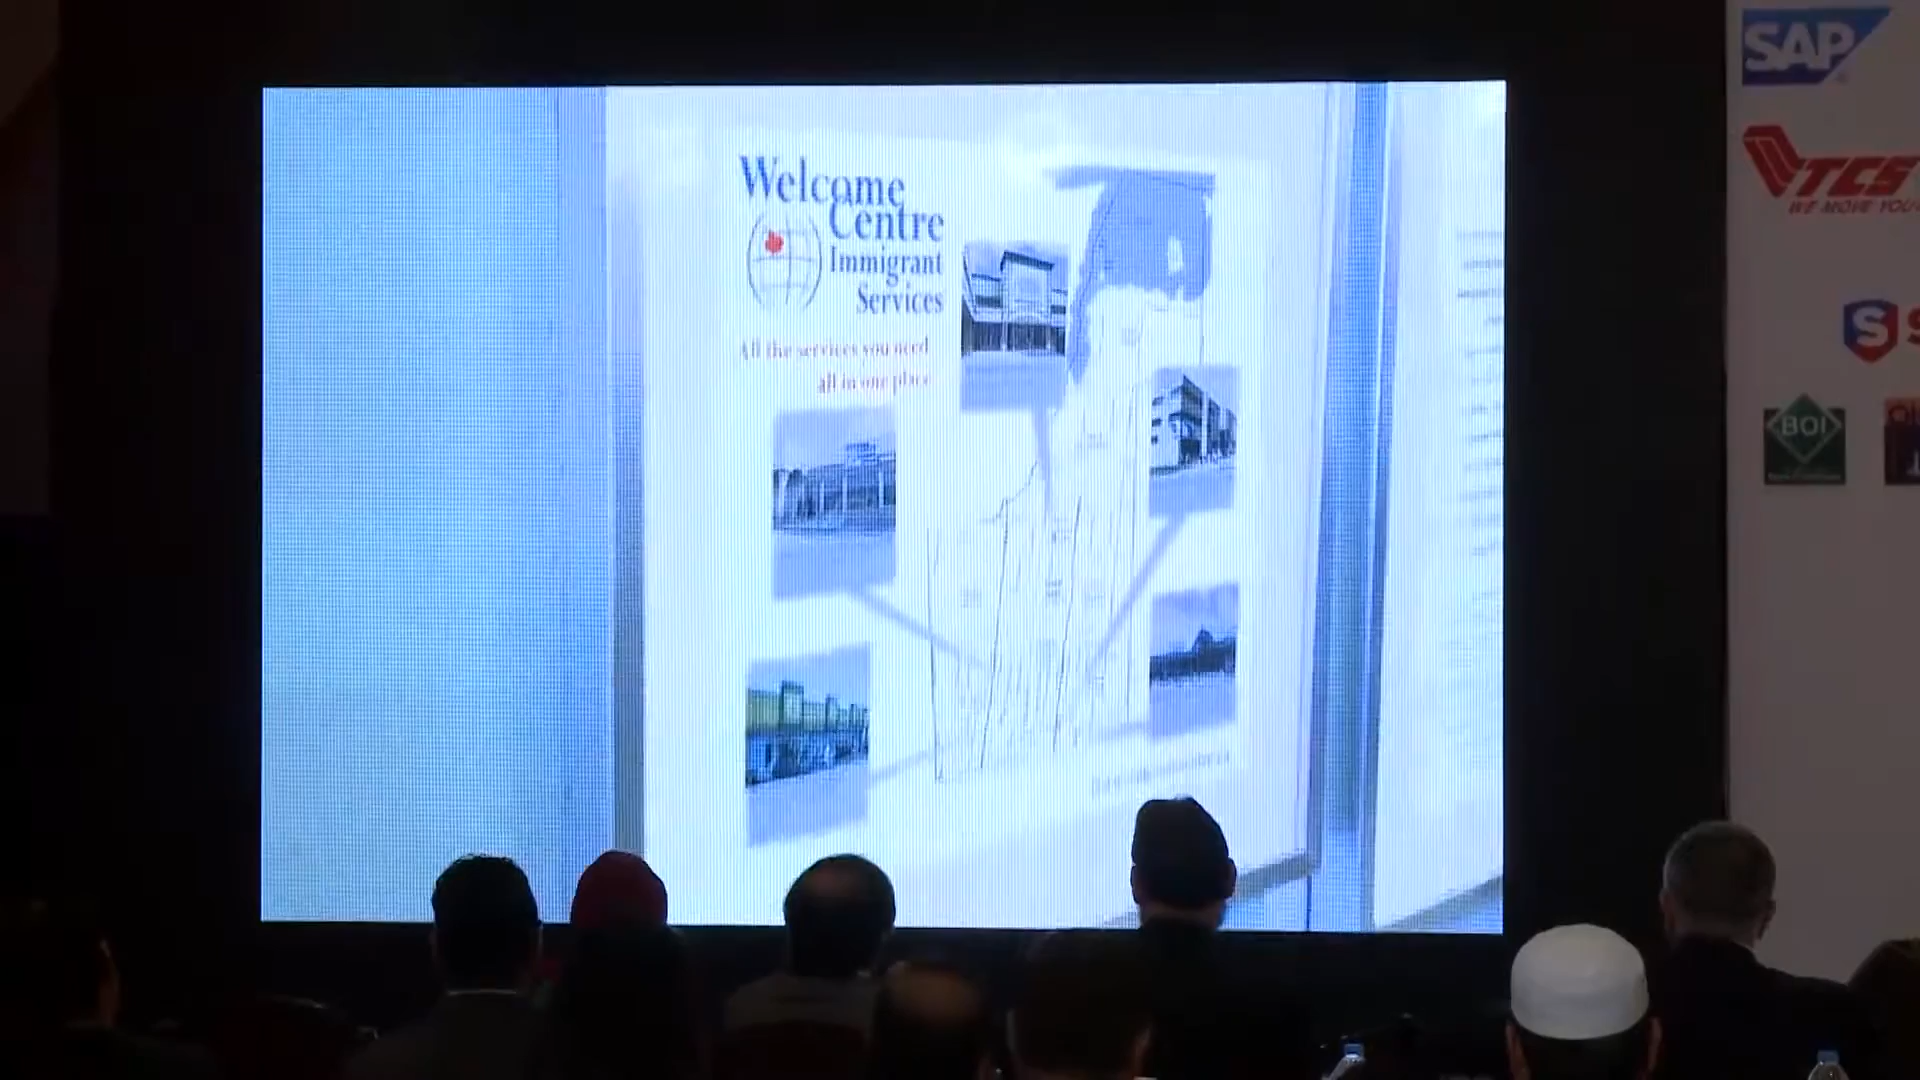 Welcome
Centre
Immigrant
Services
All the services you need
all in one place
SAP
TCS
WE MOVE YOU
S
BOI